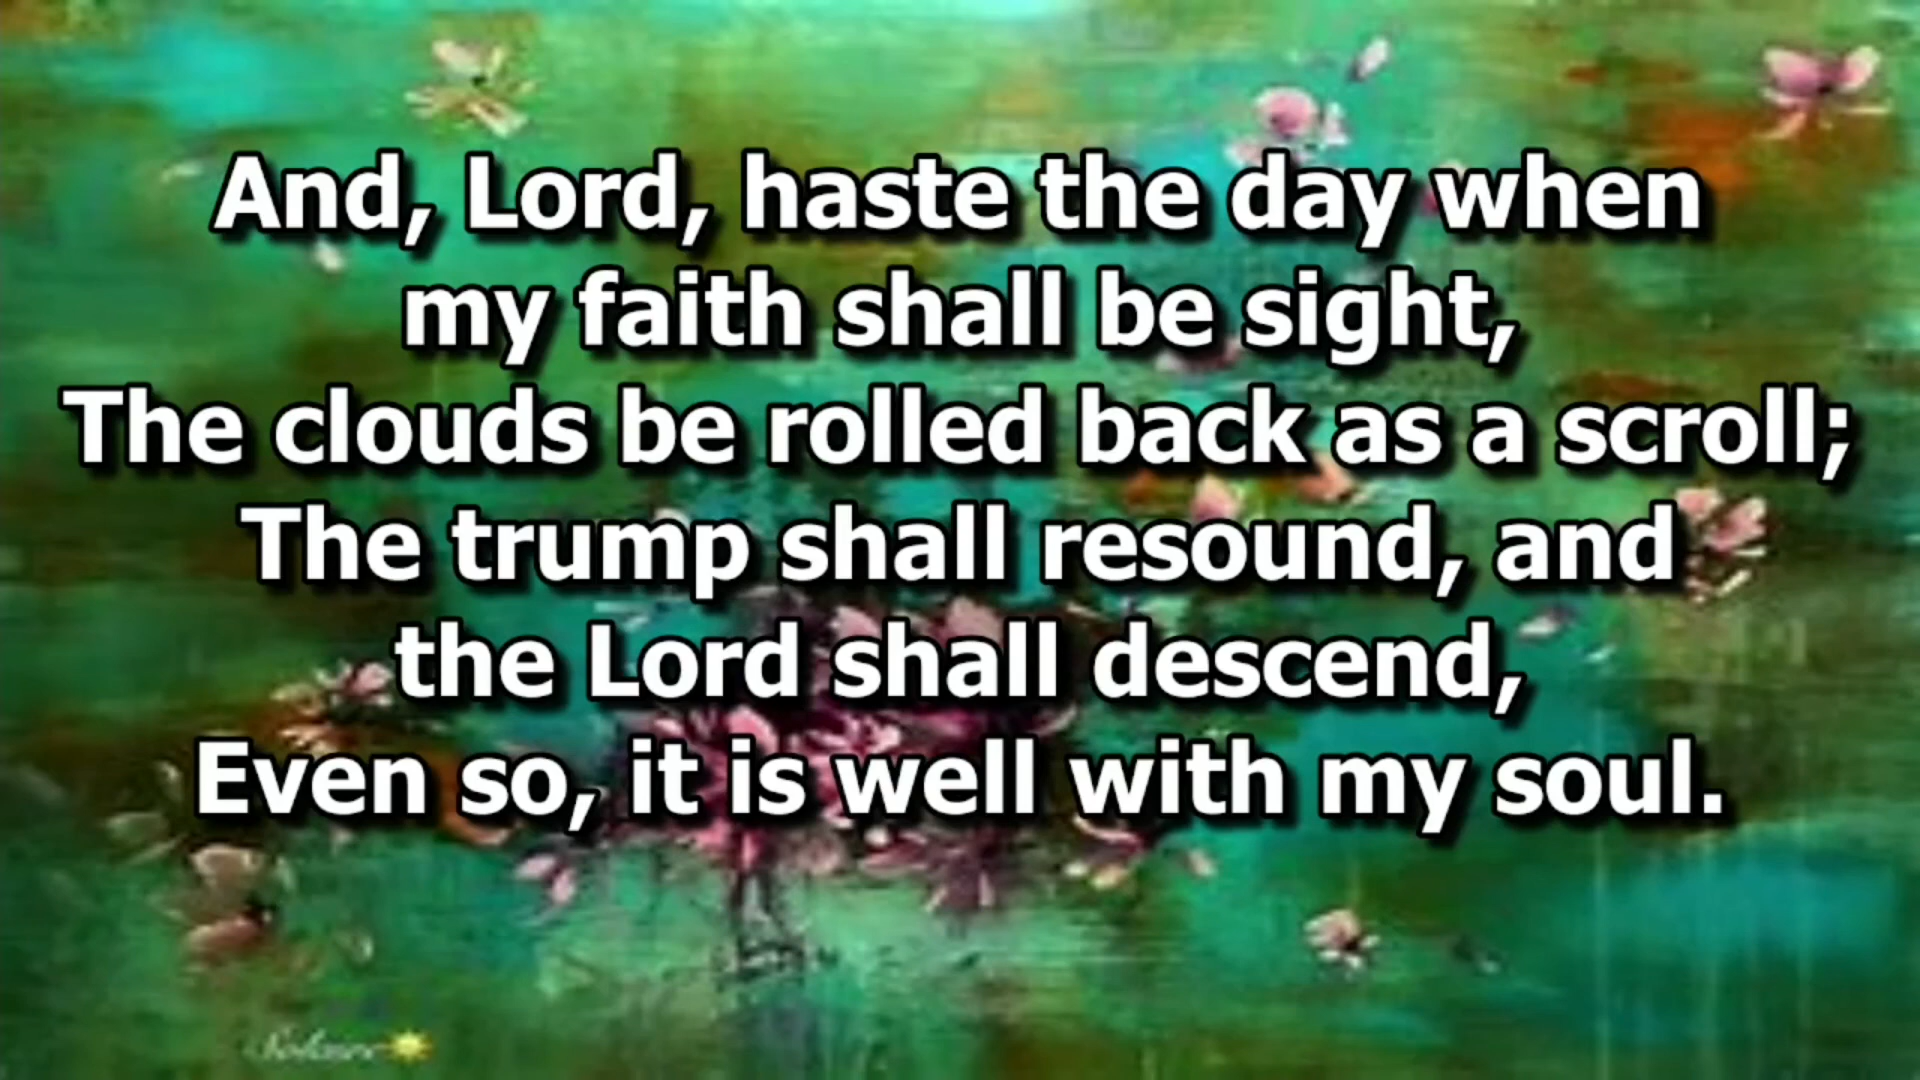 And, Lord, haste the day when
my faith shall be sight,
The clouds be rolled back as a scroll;
The trump shall resound, and
the Lord shall descend,
Even so, it is well with my soul.